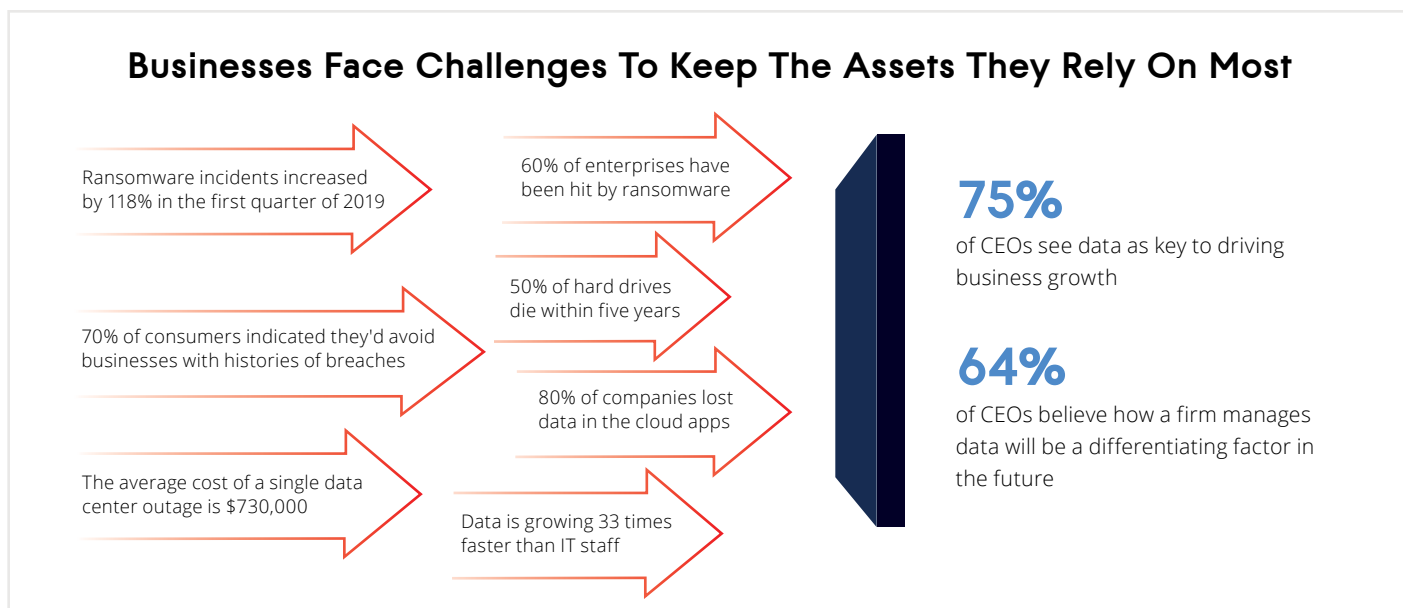 Businesses Face Challenges To Keep The Assets They Rely On Most
Ransomware incidents increased
by 118% in the first quarter of 2019
70% of consumers indicated they'd avoid
businesses with histories of breaches
The average cost of a single data
center outage is $730,000
60% of enterprises have
been hit by ransomware
50% of hard drives
die within five years
80% of companies lost
data in the cloud apps
Data is growing 33 times
faster than IT staff
75%
of CEOs see data as key to driving
business growth
64%
of CEOs believe how a firm manages
data will be a differentiating factor in
the future